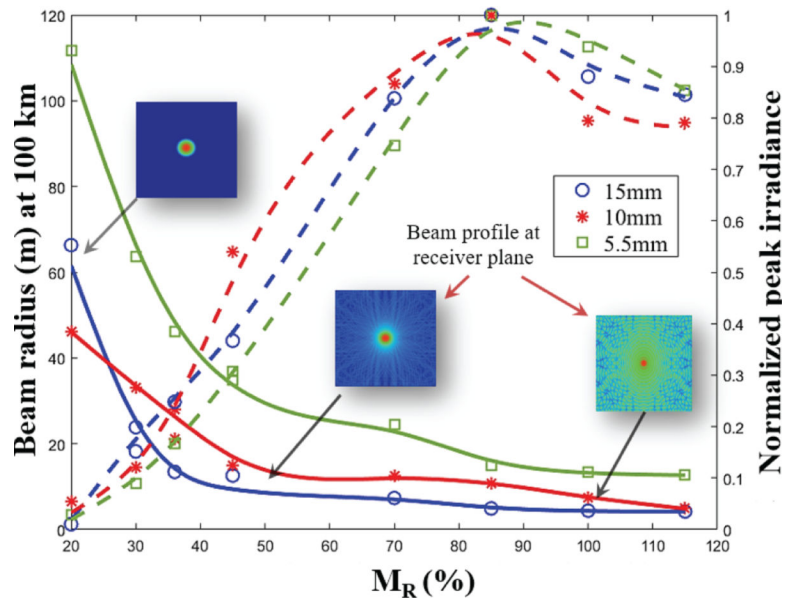 Beam radius (m) at 100 km
120
100
80
60
40
20
0
1
0.9
0.8
0.7
0.6
0.5
0.4
0.3
0.2
0.1
0
Normalized peak irradiance
15mm
10mm
5.5mm
Beam profile at
receiver plane
20 30 40 50 60 70 80 90 100 110 120
M_R (%)